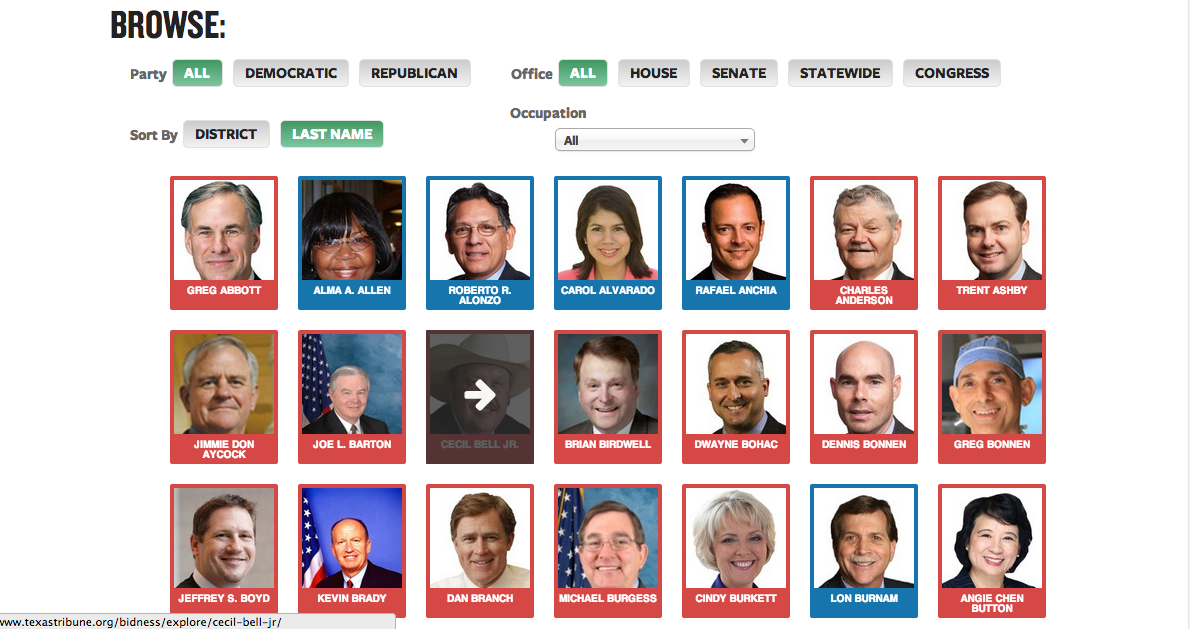 BROWSE:
Party ALL DEMOCRATIC REPUBLICAN Office ALL HOUSE SENATE STATEWIDE CONGRESS
Occupation
Sort By DISTRICT LAST NAME All
GREG ABBOTT ALMA A. ALLEN ROBERTO R. CAROL ALVARADO RAFAEL ANCHIA CHARLES TRENT ASHBY
ALONZO ANDERSON
JIMMIE DON JOE L. BARTON CECIL BELL JR. BRIAN BIRDWELL DWAYNE BOHAC DENNIS BONNEN GREG BONNEN
AYCOCK
JEFFREY S. BOYD KEVIN BRADY DAN BRANCH MICHAEL BURGESS CINDY BURKETT LON BURNAM ANGIE CHEN
BUTTON
www.texastribune.org/bidness/explore/cecil-bell-jr/